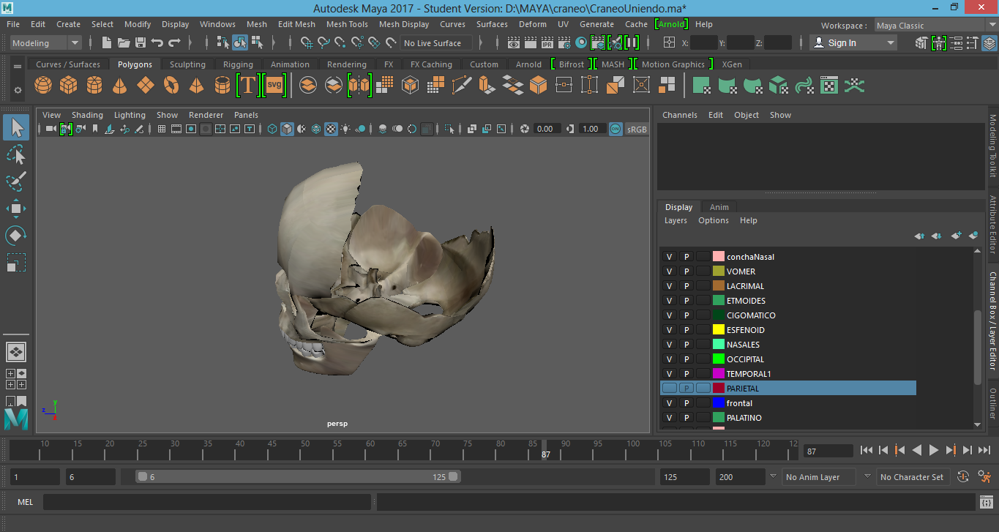 Autodesk Maya 2017 - Student Version: D:\MAYA\craneo\CraneoUniendo.ma*
File Edit Create Select Modify Display Windows Mesh Edit Mesh Mesh Tools Mesh Display Curves Surfaces Deform UV Generate Cache [Arnold] Help Workspace : Maya Classic
Modeling No Live Surface IPR X: Y: Z: Sign In
Curves / Surfaces Polygons Sculpting Rigging Animation Rendering FX FX Caching Custom Arnold Bifrost MASH Motion Graphics XGen
T svg
View Shading Lighting Show Renderer Panels
0.00 1.00 ON sRGB
Channels Edit Object Show
Display Anim
Layers Options Help
V P conchaNasal
V P VOMER
V P LACRIMAL
V P ETMOIDES
V P CIGOMATICO
V P ESFENOID
V P NASALES
V P OCCIPITAL
V P TEMPORAL1
P PARIETAL
V P frontal
V P PALATINO
Modeling Toolkit
Attribute Editor
Channel Box / Layer Editor
Outliner
y
z
x
persp
10 15 20 25 30 35 40 45 50 55 60 65 70 75 80 85 90 95 100 105 110 115 120 12
87 87
1 6 6 125 125 200 No Anim Layer No Character Set
MEL